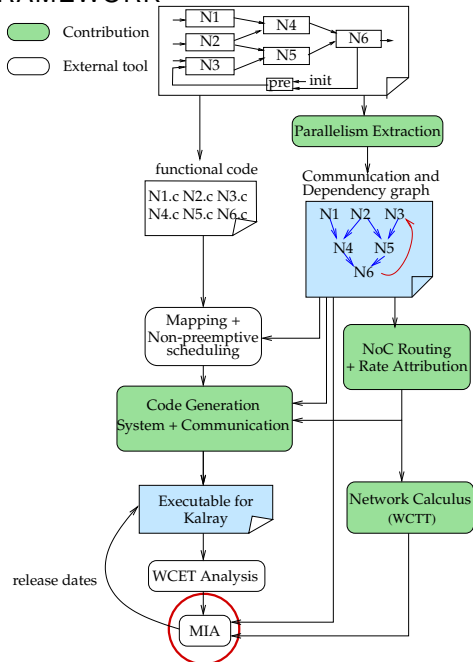 FRAMEWORK
Contribution
External tool
N1
N2
N3
N4
N5
N6
pre
init
Parallelism Extraction
functional code
N1.c N2.c N3.c
N4.c N5.c N6.c
Communication and
Dependency graph
N1 N2 N3
N4 N5
N6
Mapping +
Non-preemptive
scheduling
NoC Routing
+ Rate Attribution
Code Generation
System + Communication
Executable for
Kalray
Network Calculus
(WCTT)
WCET Analysis
release dates
MIA